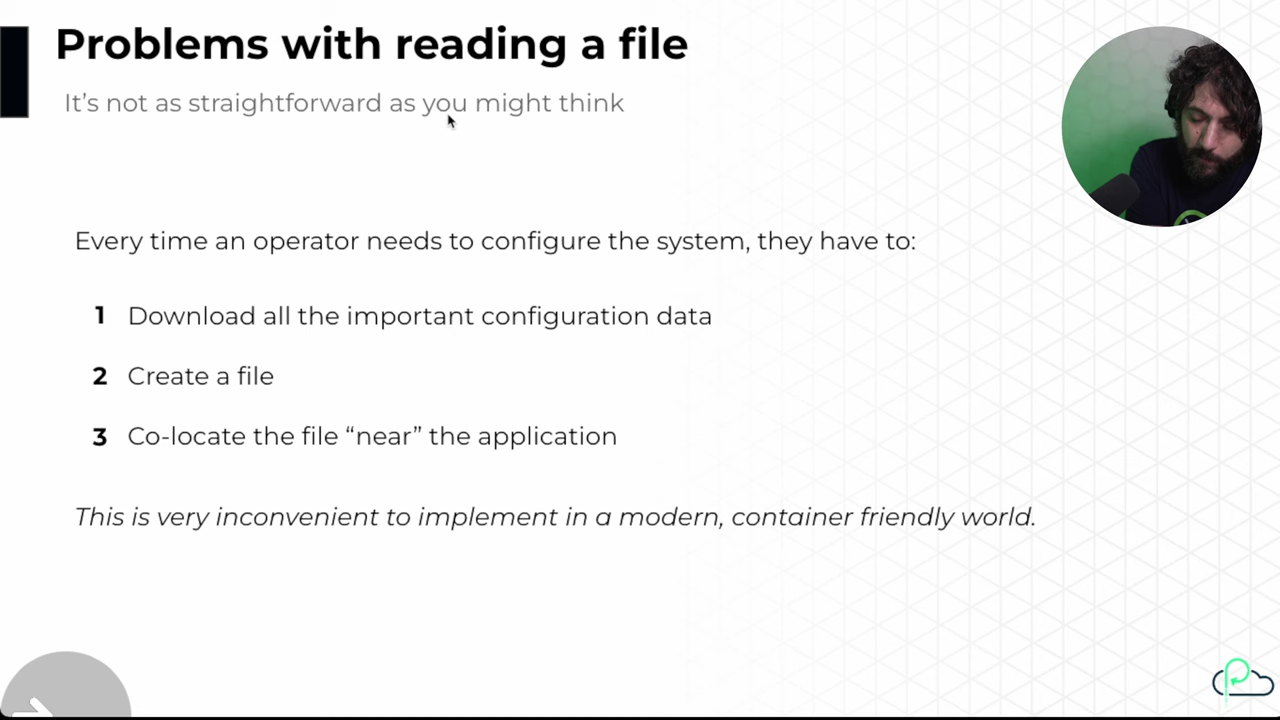 Problems with reading a file
It’s not as straightforward as you might think
Every time an operator needs to configure the system, they have to:
1 Download all the important configuration data
2 Create a file
3 Co-locate the file “near” the application
This is very inconvenient to implement in a modern, container friendly world.